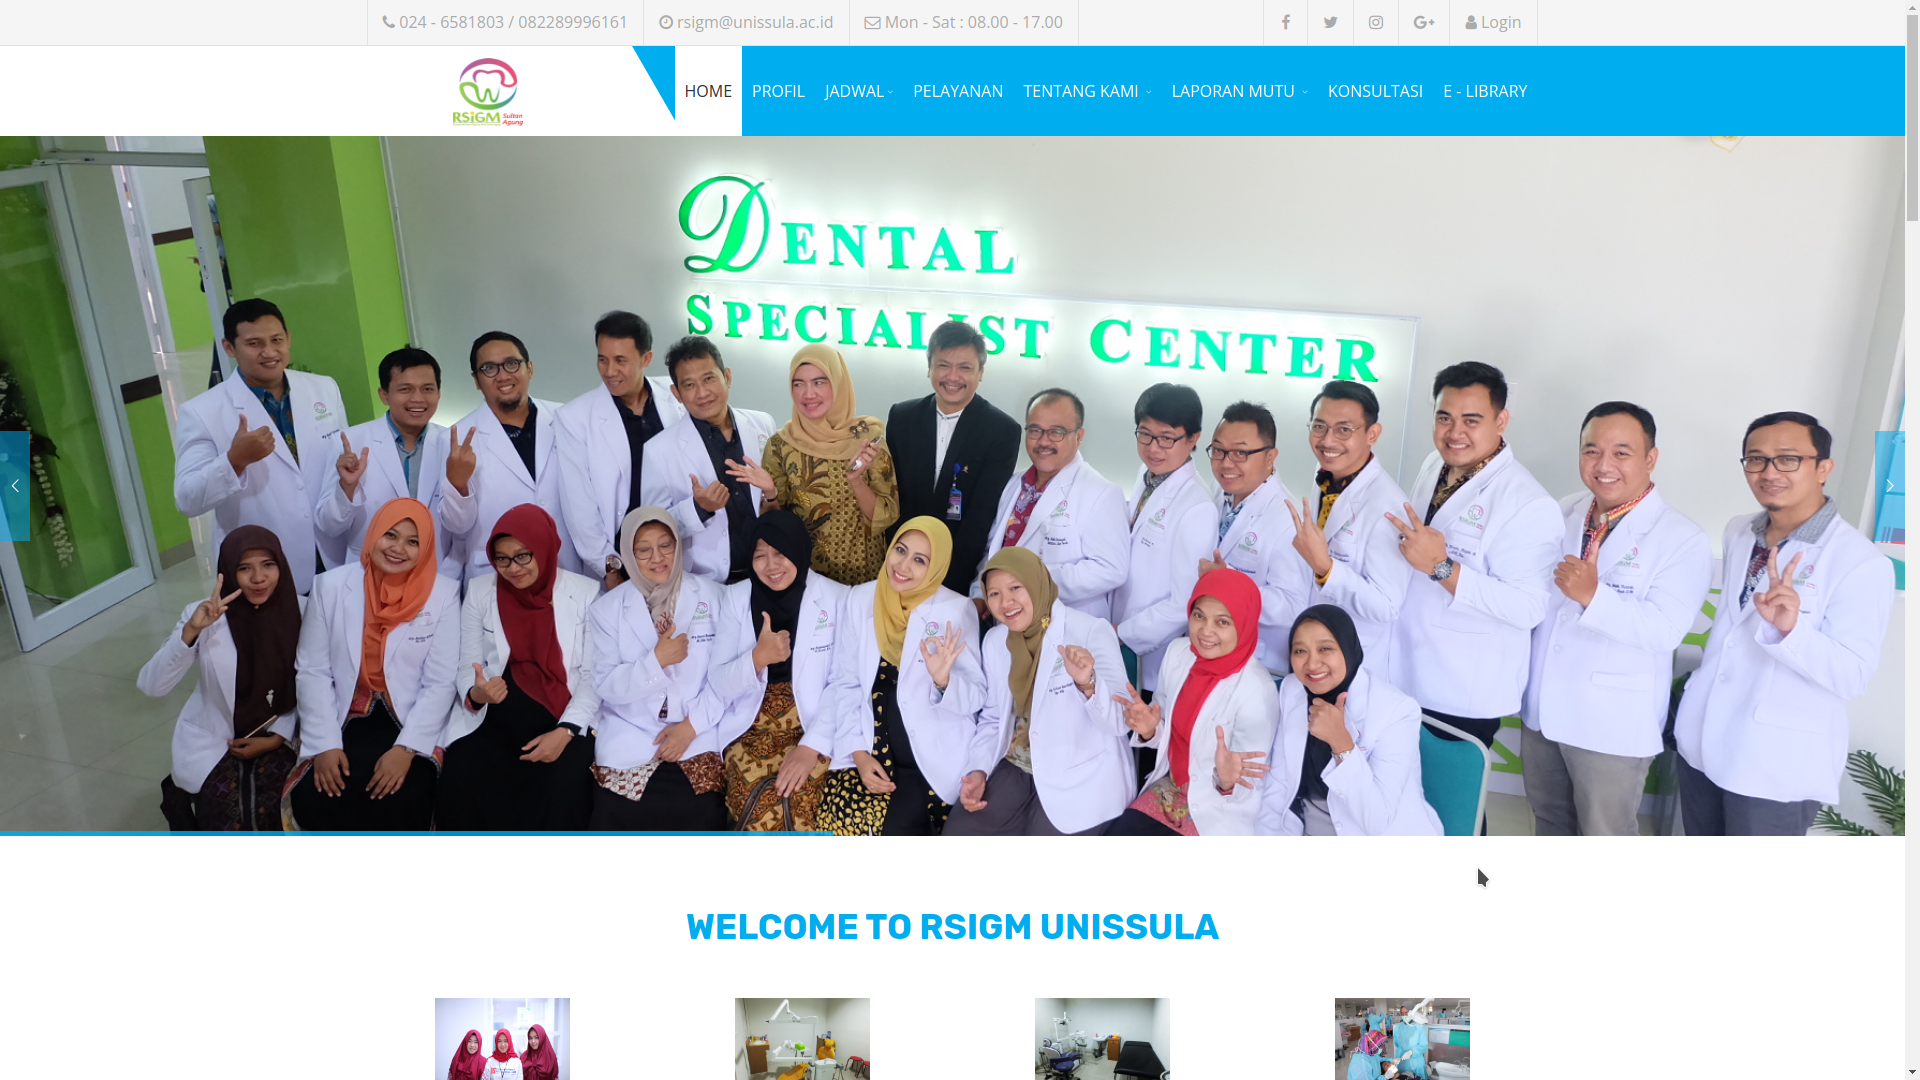 024 - 6581803 / 082289996161
rsigm@unissula.ac.id
Mon - Sat : 08.00 - 17.00
Login
RSiGM Sultan Agung
HOME
PROFIL
JADWAL
PELAYANAN
TENTANG KAMI
LAPORAN MUTU
KONSULTASI
E - LIBRARY
DENTAL
SPECIALIST CENTER
WELCOME TO RSIGM UNISSULA